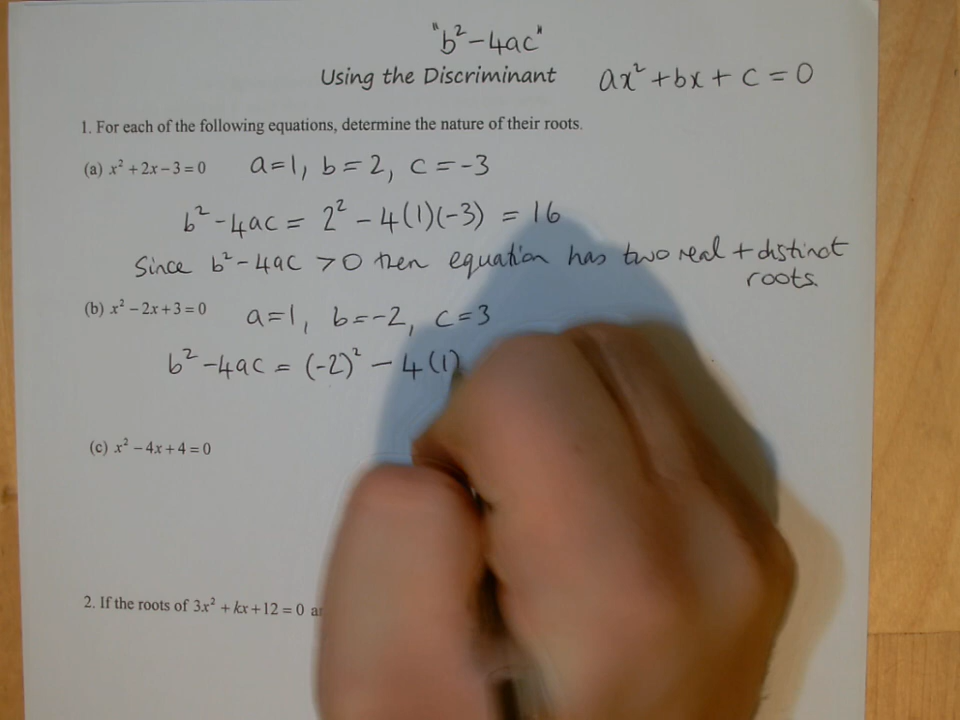 "b²-4ac"
Using the Discriminant ax²+bx+c=0
1. For each of the following equations, determine the nature of their roots.
(a) x²+2x-3=0 a=1, b=2, c=-3
b²-4ac = 2² - 4(1)(-3) = 16
Since b²-4ac >0 then equation has two real + distinct
roots.
(b) x²-2x+3=0 a=1, b=-2, c=3
b²-4ac = (-2)² - 4(1)
(c) x²-4x+4=0
2. If the roots of 3x²+kx+12=0